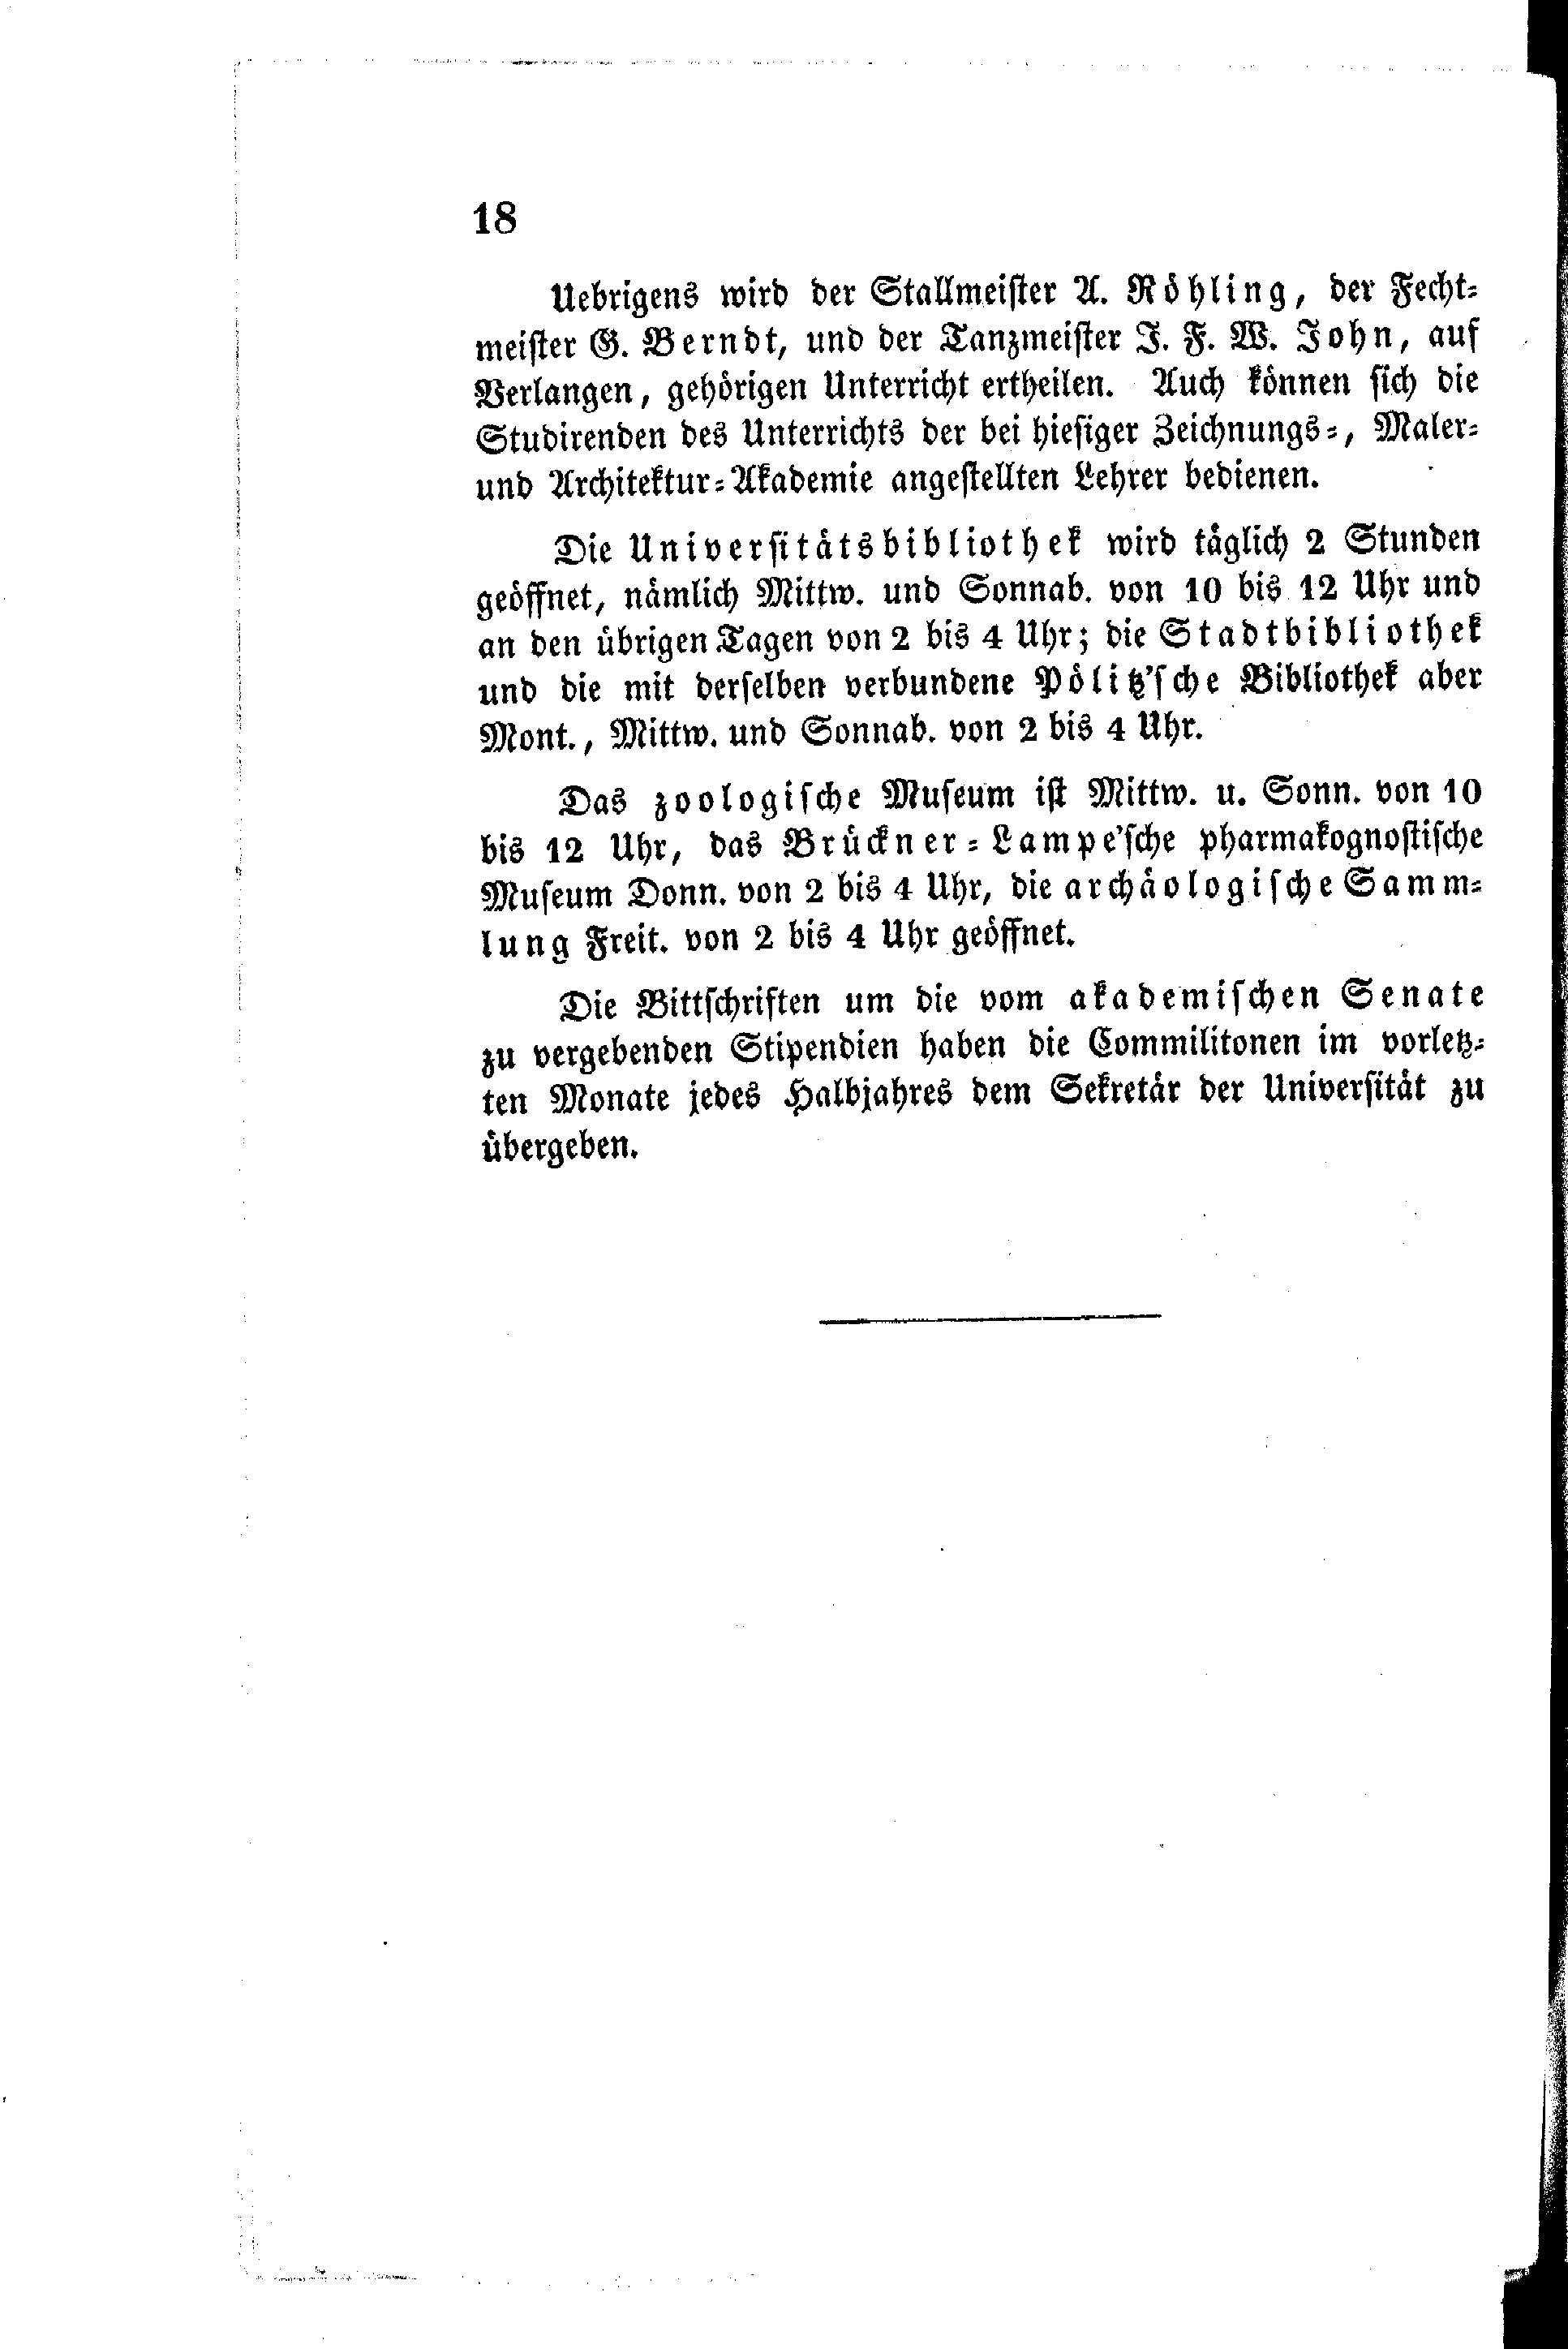 18
Uebrigens wird der Stallmeister A. Röhling, der Fecht-
meister G. Berndt, und der Tanzmeister J. F. W. John, auf
Verlangen, gehörigen Unterricht ertheilen. Auch können sich die
Studirenden des Unterrichts der bei hiesiger Zeichnungs-, Maler-
und Architektur-Akademie angestellten Lehrer bedienen.
Die Universitätsbibliothek wird täglich 2 Stunden
geöffnet, nämlich Mittw. und Sonnab. von 10 bis 12 Uhr und
an den übrigen Tagen von 2 bis 4 Uhr; die Stadtbibliothek
und die mit derselben verbundene Pölitz'sche Bibliothek aber
Mont., Mittw. und Sonnab. von 2 bis 4 Uhr.
Das zoologische Museum ist Mittw. u. Sonn. von 10
bis 12 Uhr, das Brückner-Lampe'sche pharmakognostische
Museum Donn. von 2 bis 4 Uhr, die archäologische Samm-
lung Freit. von 2 bis 4 Uhr geöffnet.
Die Bittschriften um die vom akademischen Senate
zu vergebenden Stipendien haben die Commilitonen im vorletz-
ten Monate jedes Halbjahres dem Sekretär der Universität zu
übergeben.